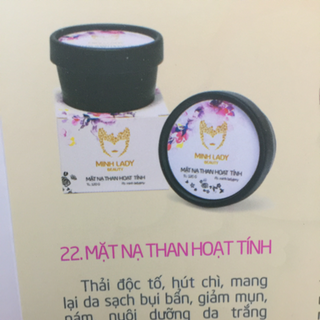 MINH LADY
BEAUTY
MẶT NẠ THAN HOẠT TÍNH
MINH LADY
BEAUTY
MẶT NẠ THAN HOẠT TÍNH
22. MẶT NẠ THAN HOẠT TÍNH
Thải độc tố, hút chì, mang
lại da sạch bụi bẩn, giảm mụn,
nám, nuôi dưỡng da trắng